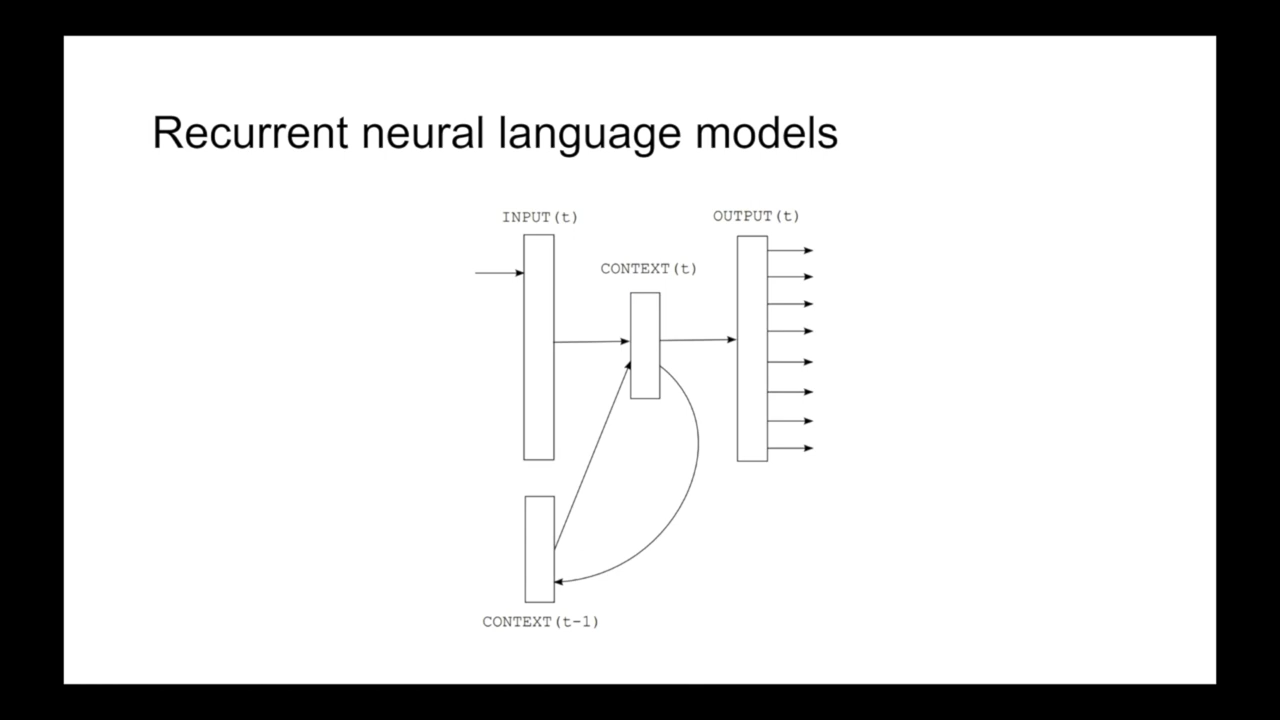 Recurrent neural language models
INPUT(t)
OUTPUT(t)
CONTEXT(t)
CONTEXT(t-1)